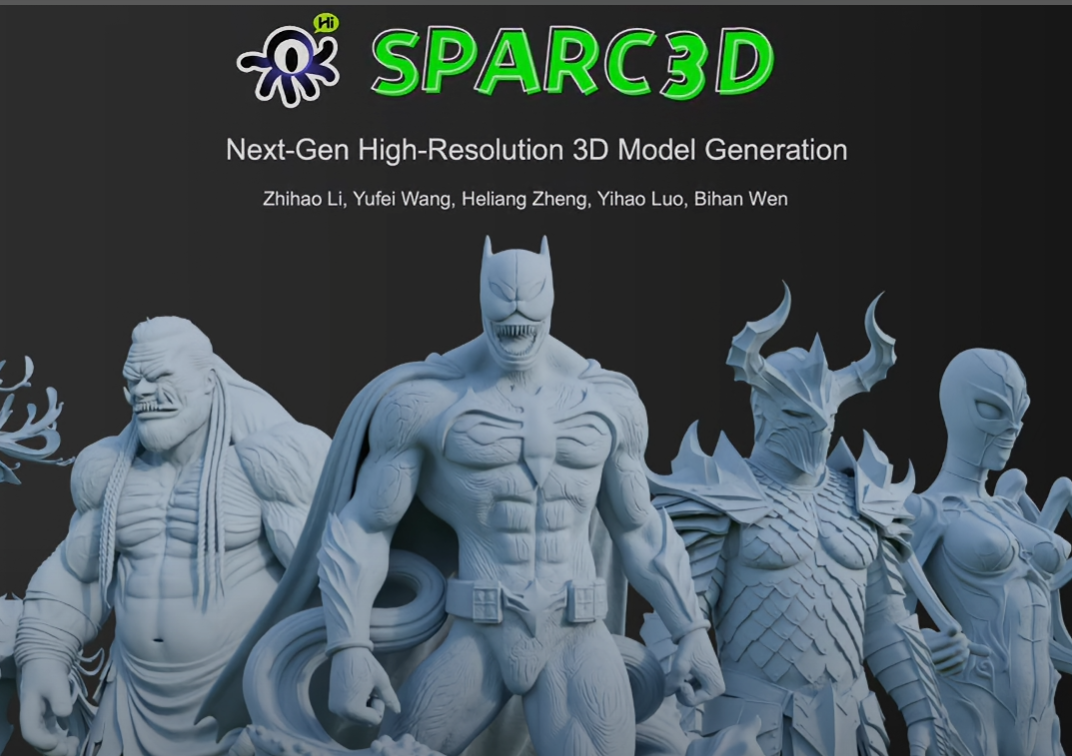 Hi
SPARC3D
Next-Gen High-Resolution 3D Model Generation
Zhihao Li, Yufei Wang, Heliang Zheng, Yihao Luo, Bihan Wen